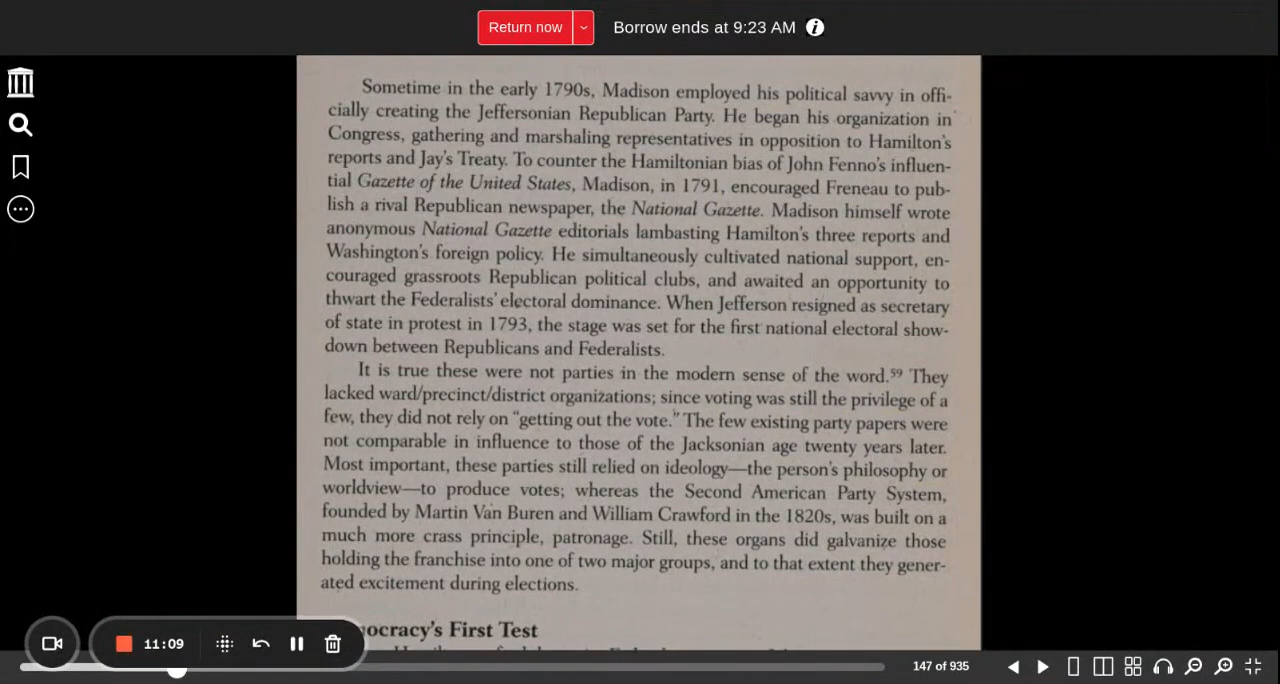 Return now
Borrow ends at 9:23 AM
Sometime in the early 1790s, Madison employed his political savvy in offi-
cially creating the Jeffersonian Republican Party. He began his organization in
Congress, gathering and marshaling representatives in opposition to Hamilton's
reports and Jay's Treaty. To counter the Hamiltonian bias of John Fenno's influen-
tial Gazette of the United States, Madison, in 1791, encouraged Freneau to pub-
lish a rival Republican newspaper, the National Gazette. Madison himself wrote
anonymous National Gazette editorials lambasting Hamilton's three reports and
Washington's foreign policy. He simultaneously cultivated national support, en-
couraged grassroots Republican political clubs, and awaited an opportunity to
thwart the Federalists' electoral dominance. When Jefferson resigned as secretary
of state in protest in 1793, the stage was set for the first national electoral show-
down between Republicans and Federalists.
It is true these were not parties in the modern sense of the word.59 They
lacked ward/precinct/district organizations; since voting was still the privilege of a
few, they did not rely on "getting out the vote." The few existing party papers were
not comparable in influence to those of the Jacksonian age twenty years later.
Most important, these parties still relied on ideology—the person's philosophy or
worldview—to produce votes; whereas the Second American Party System,
founded by Martin Van Buren and William Crawford in the 1820s, was built on a
much more crass principle, patronage. Still, these organs did galvanize those
holding the franchise into one of two major groups, and to that extent they gener-
ated excitement during elections.
ocracy's First Test
11:09
147 of 935